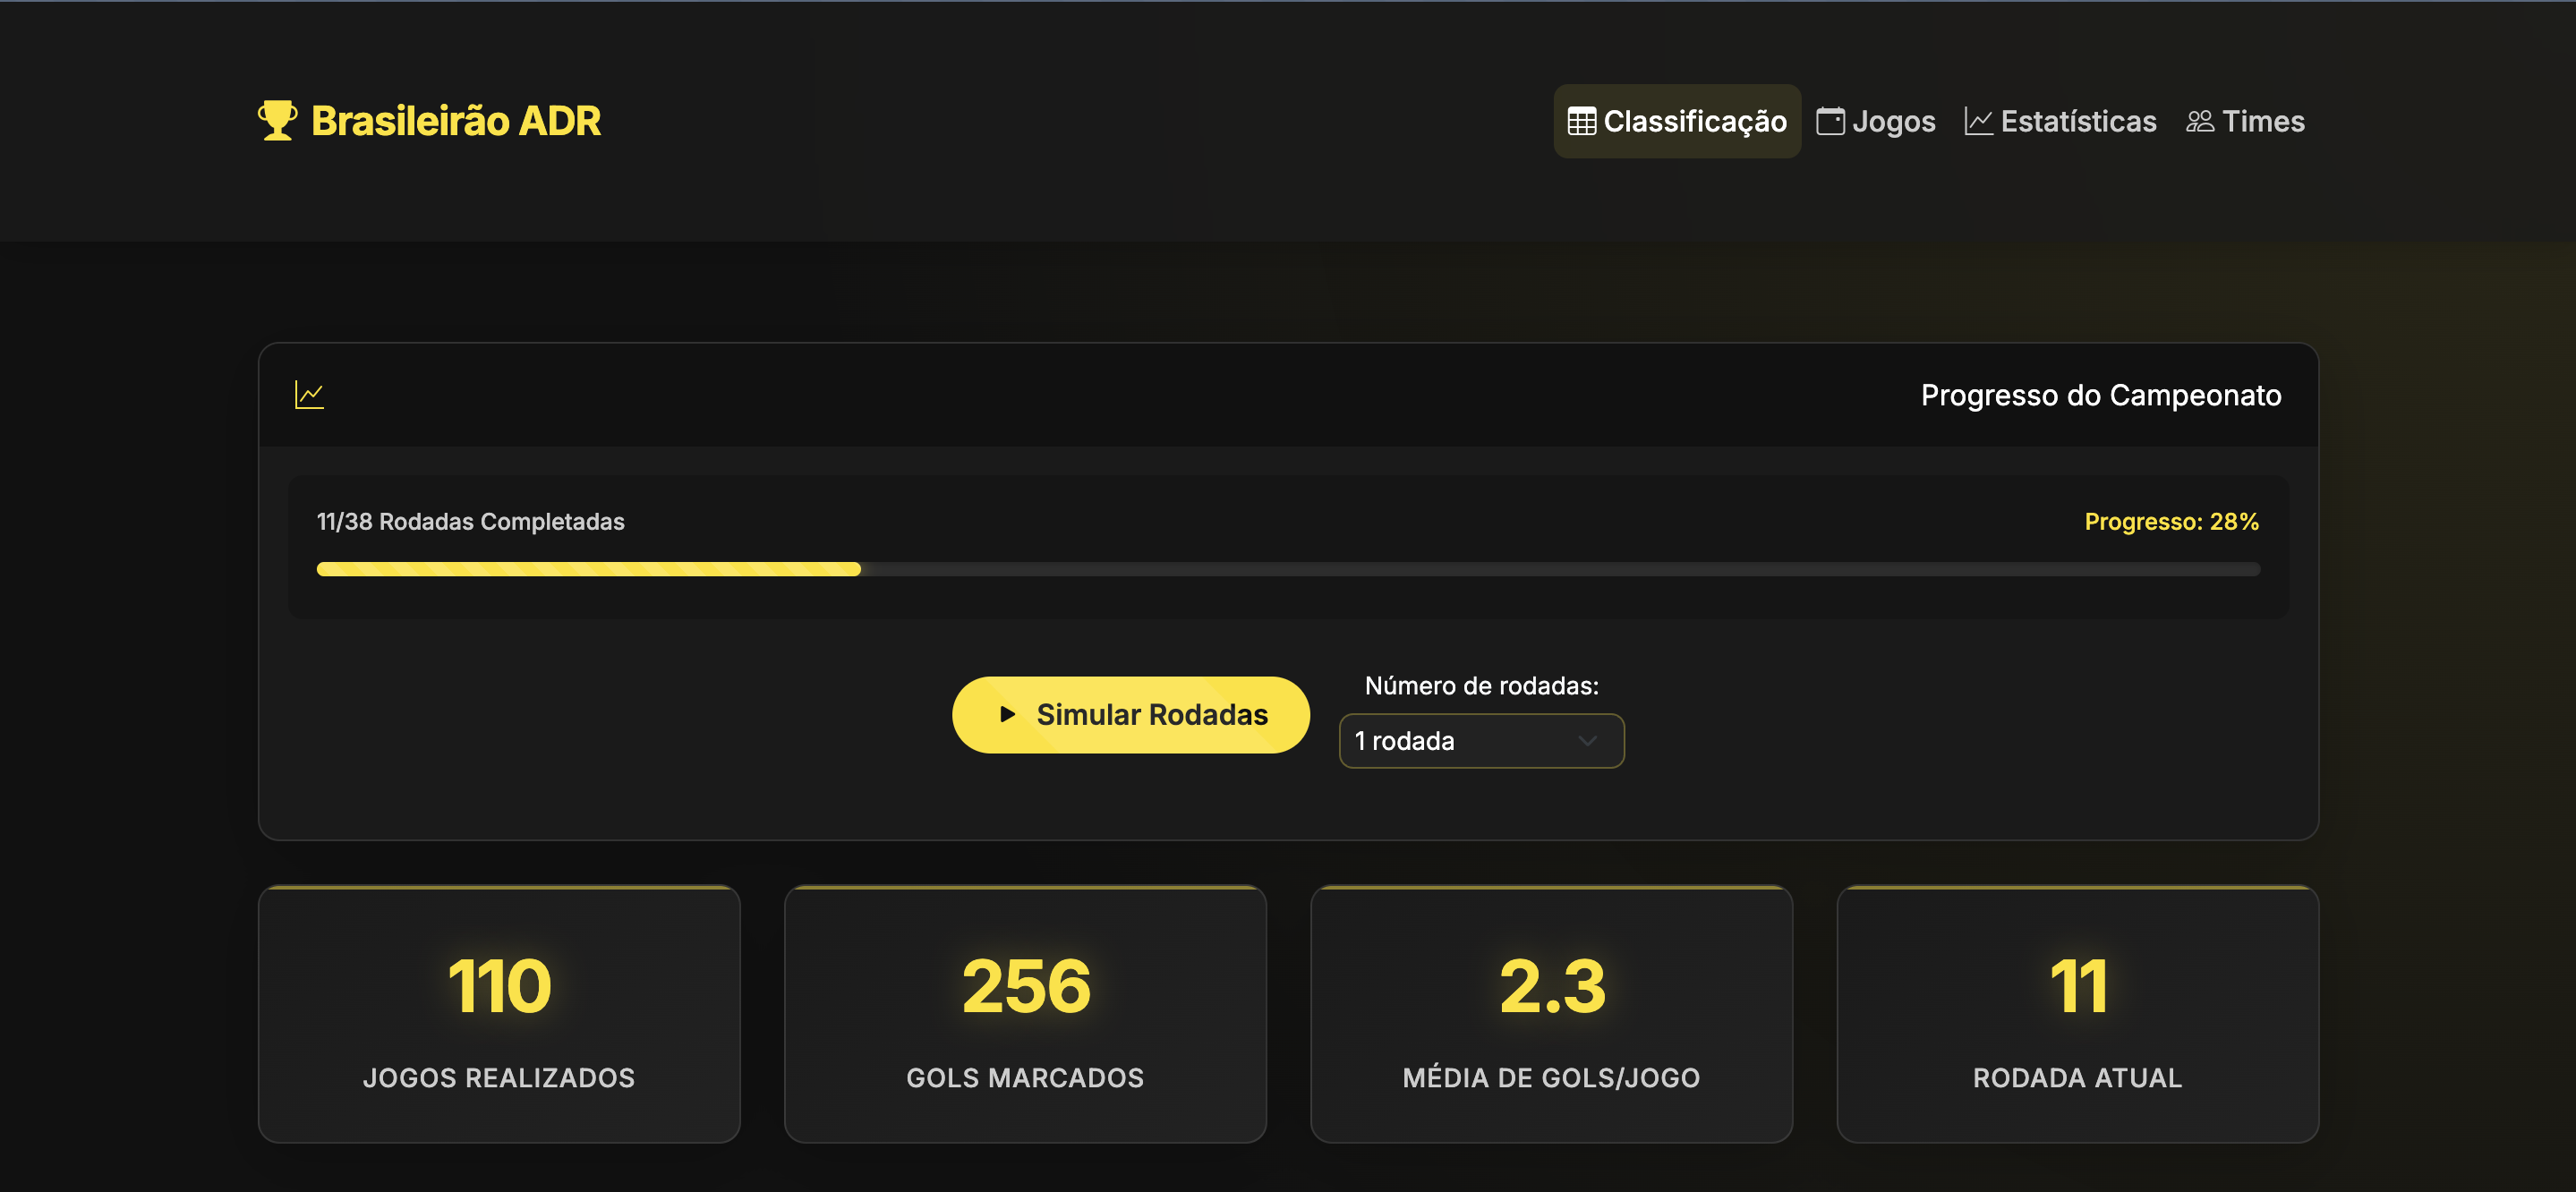 Brasileirão ADR
Classificação
Jogos
Estatísticas
Times
Progresso do Campeonato
11/38 Rodadas Completadas
Progresso: 28%
Simular Rodadas
Número de rodadas:
1 rodada
110
JOGOS REALIZADOS
256
GOLS MARCADOS
2.3
MÉDIA DE GOLS/JOGO
11
RODADA ATUAL